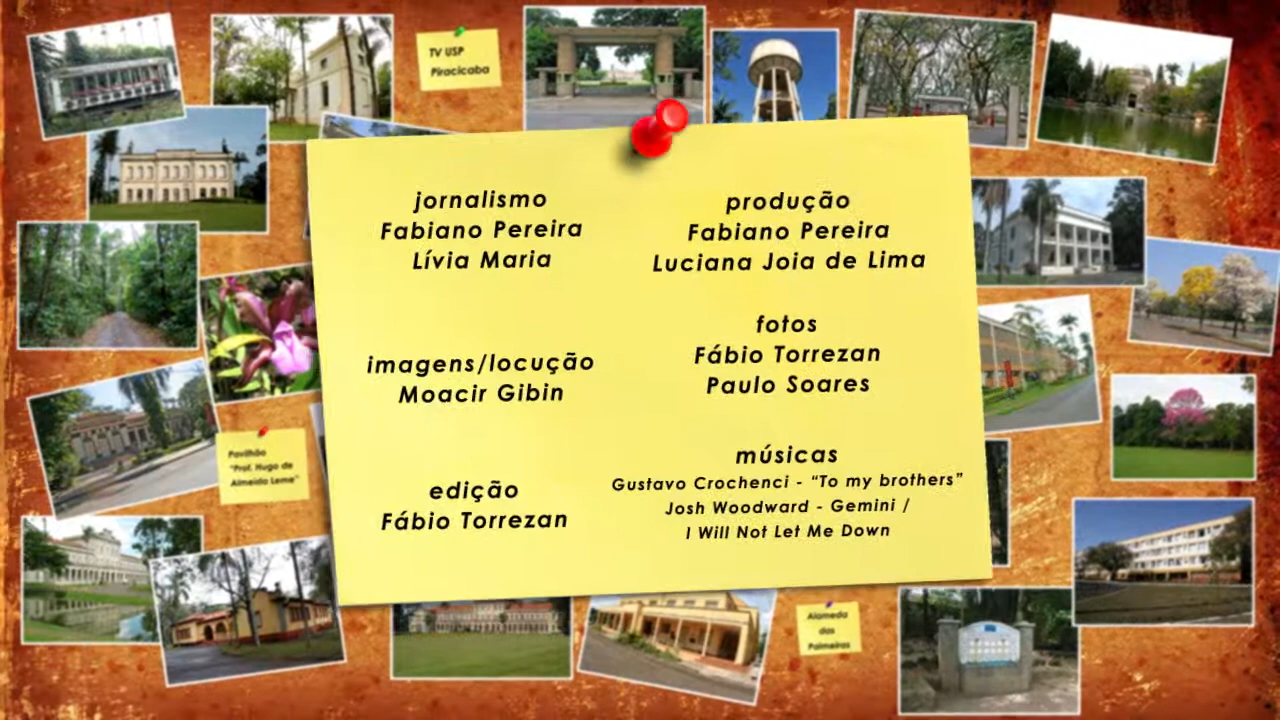 TV USP
Piracicaba
jornalismo
Fabiano Pereira
Lívia Maria
produção
Fabiano Pereira
Luciana Joia de Lima
imagens/locução
Moacir Gibin
fotos
Fábio Torrezan
Paulo Soares
edição
Fábio Torrezan
músicas
Gustavo Crochenci - “To my brothers”
Josh Woodward - Gemini /
I Will Not Let Me Down
Pavilhão
“Prof. Hugo de
Almeida Leme”
Alameda
das
Palmeiras